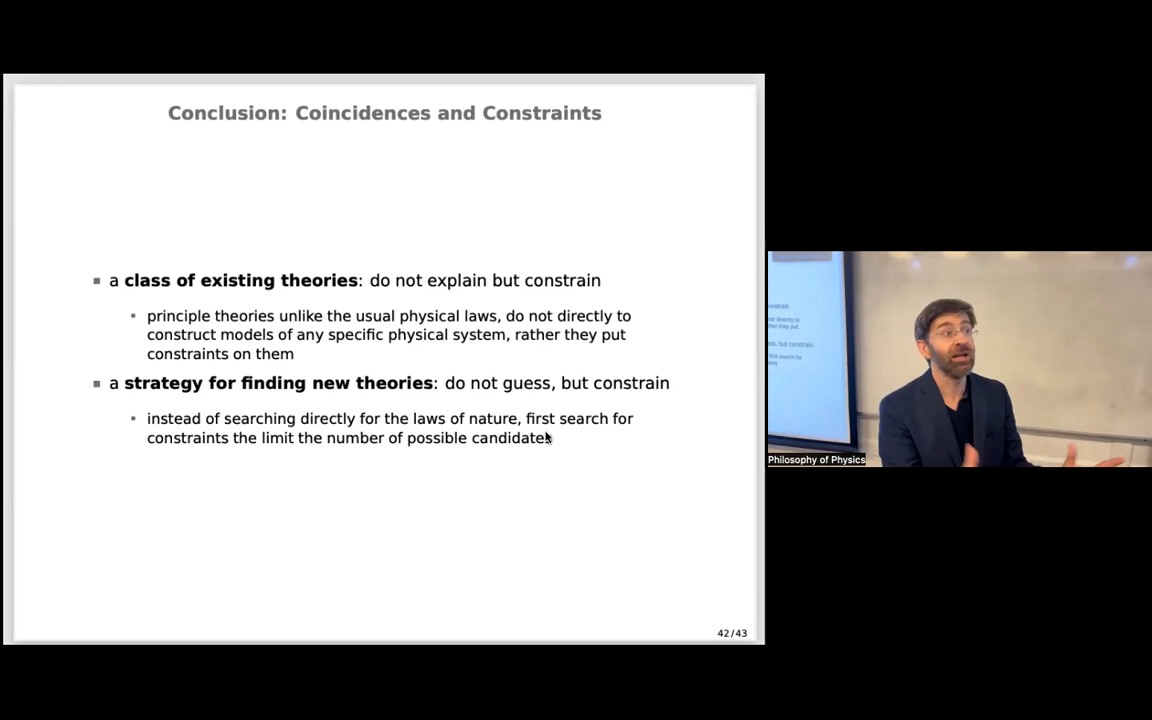 Conclusion: Coincidences and Constraints
a class of existing theories: do not explain but constrain
principle theories unlike the usual physical laws, do not directly to
construct models of any specific physical system, rather they put
constraints on them
a strategy for finding new theories: do not guess, but constrain
instead of searching directly for the laws of nature, first search for
constraints the limit the number of possible candidates
42/43
Philosophy of Physics